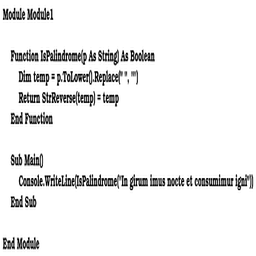 Module Module1
Function IsPalindrome(p As String) As Boolean
Dim temp = p.ToLower().Replace(" ", "")
Return StrReverse(temp) = temp
End Function
Sub Main()
Console.WriteLine(IsPalindrome("In girum imus nocte et consumimur igni"))
End Sub
End Module